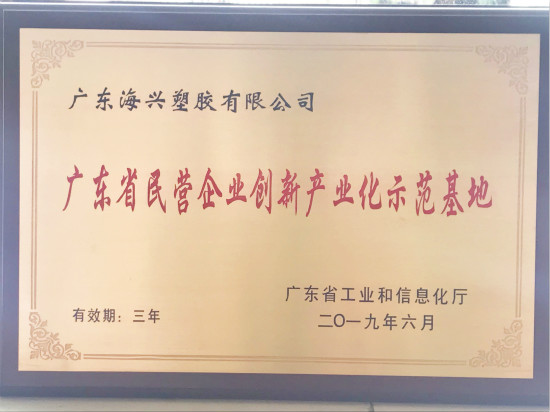 广东海兴塑胶有限公司
广东省民营企业创新产业化示范基地
广东省工业和信息化厅
有效期：三年
二〇一九年六月